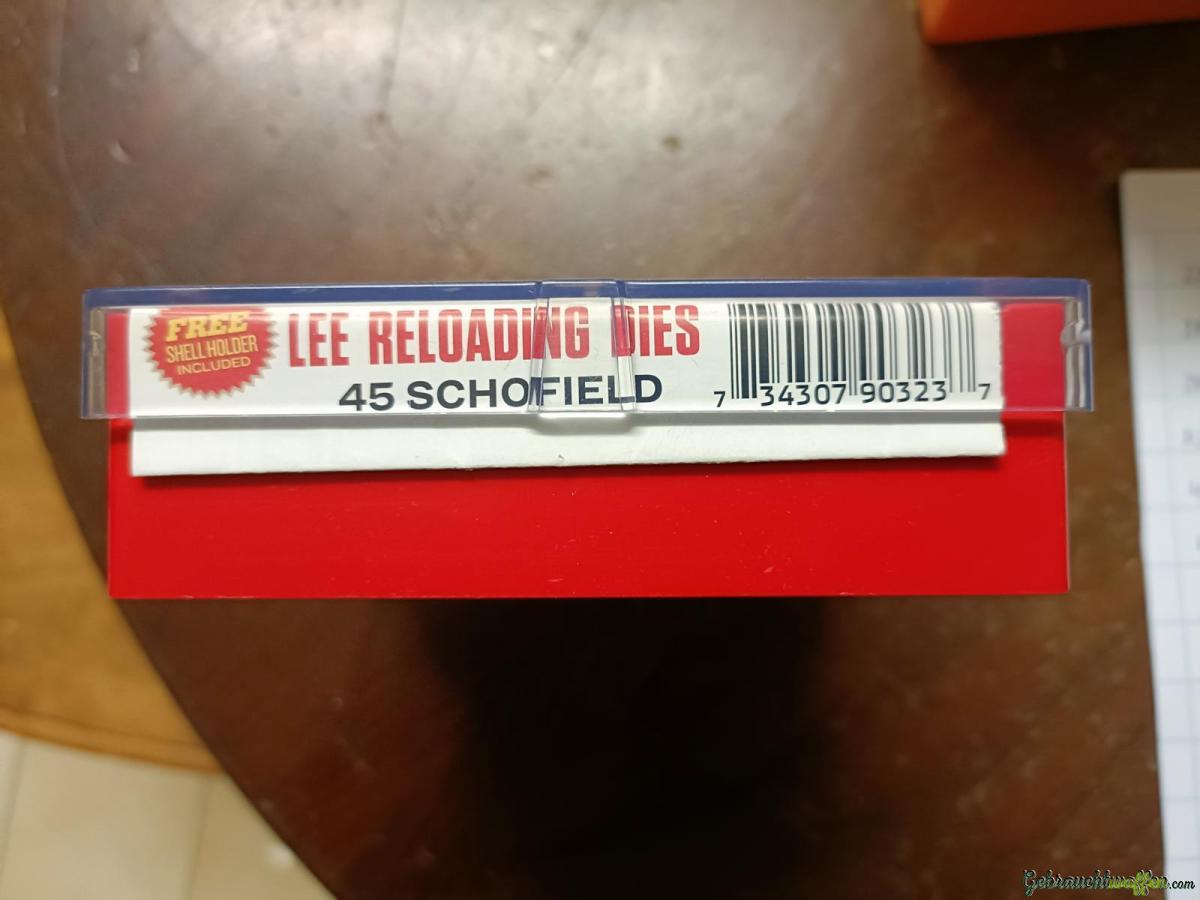 FREE
SHELL HOLDER
INCLUDED
LEE RELOADING DIES
45 SCHOFIELD
7 34307 90323 7
Gebrauchtwaffen.com